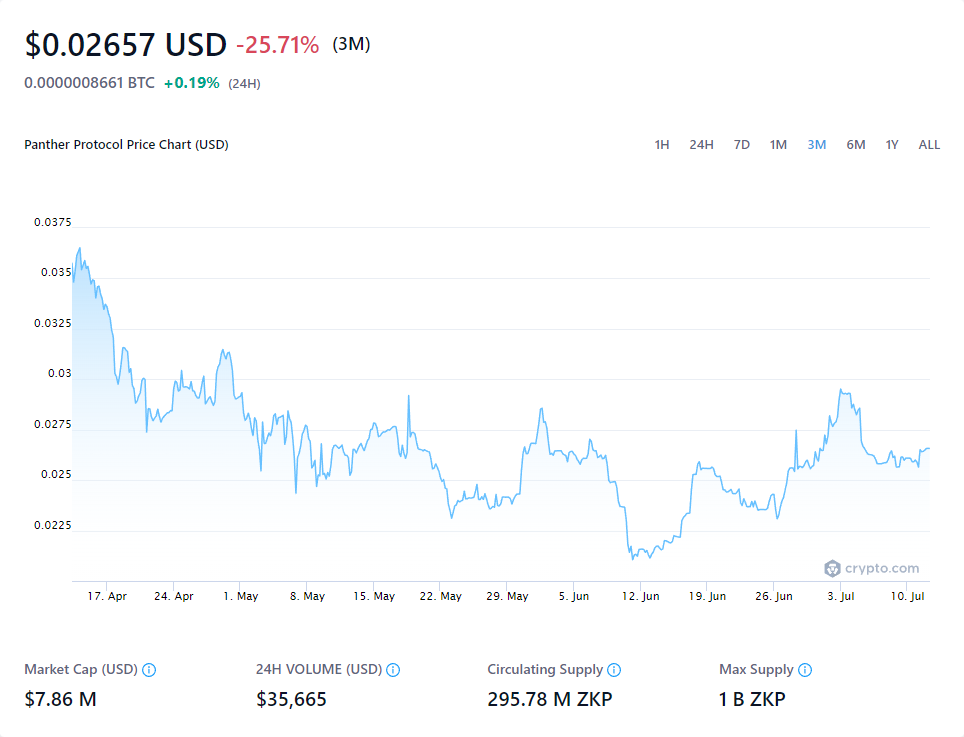 $0.02657 USD -25.71% (3M)
0.0000008661 BTC +0.19% (24H)
Panther Protocol Price Chart (USD)
1H 24H 7D 1M 3M 6M 1Y ALL
0.0375
0.035
0.0325
0.03
0.0275
0.025
0.0225
crypto.com
17. Apr 24. Apr 1. May 8. May 15. May 22. May 29. May 5. Jun 12. Jun 19. Jun 26. Jun 3. Jul 10. Jul
Market Cap (USD) 24H VOLUME (USD) Circulating Supply Max Supply
$7.86 M $35,665 295.78 M ZKP 1 B ZKP